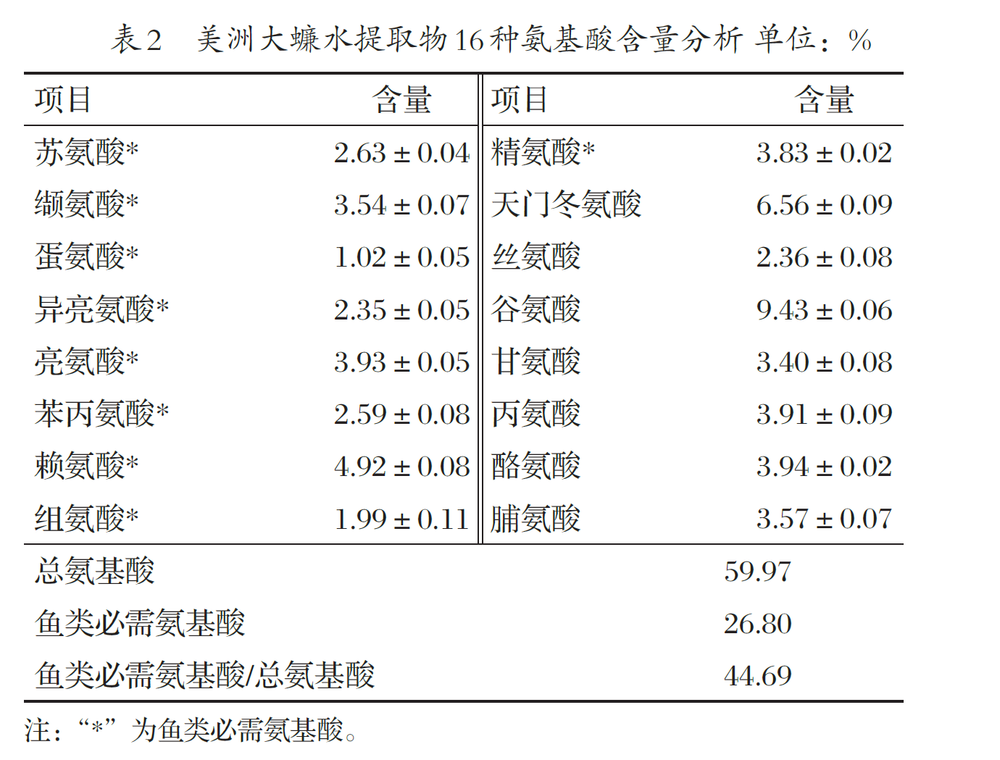 表2 美洲大蠊水提取物16种氨基酸含量分析 单位：%
项目 含量 项目 含量
苏氨酸* 2.63±0.04 精氨酸* 3.83±0.02
缬氨酸* 3.54±0.07 天门冬氨酸 6.56±0.09
蛋氨酸* 1.02±0.05 丝氨酸 2.36±0.08
异亮氨酸* 2.35±0.05 谷氨酸 9.43±0.06
亮氨酸* 3.93±0.05 甘氨酸 3.40±0.08
苯丙氨酸* 2.59±0.08 丙氨酸 3.91±0.09
赖氨酸* 4.92±0.08 酪氨酸 3.94±0.02
组氨酸* 1.99±0.11 脯氨酸 3.57±0.07
总氨基酸 59.97
鱼类必需氨基酸 26.80
鱼类必需氨基酸/总氨基酸 44.69
注：“*”为鱼类必需氨基酸。